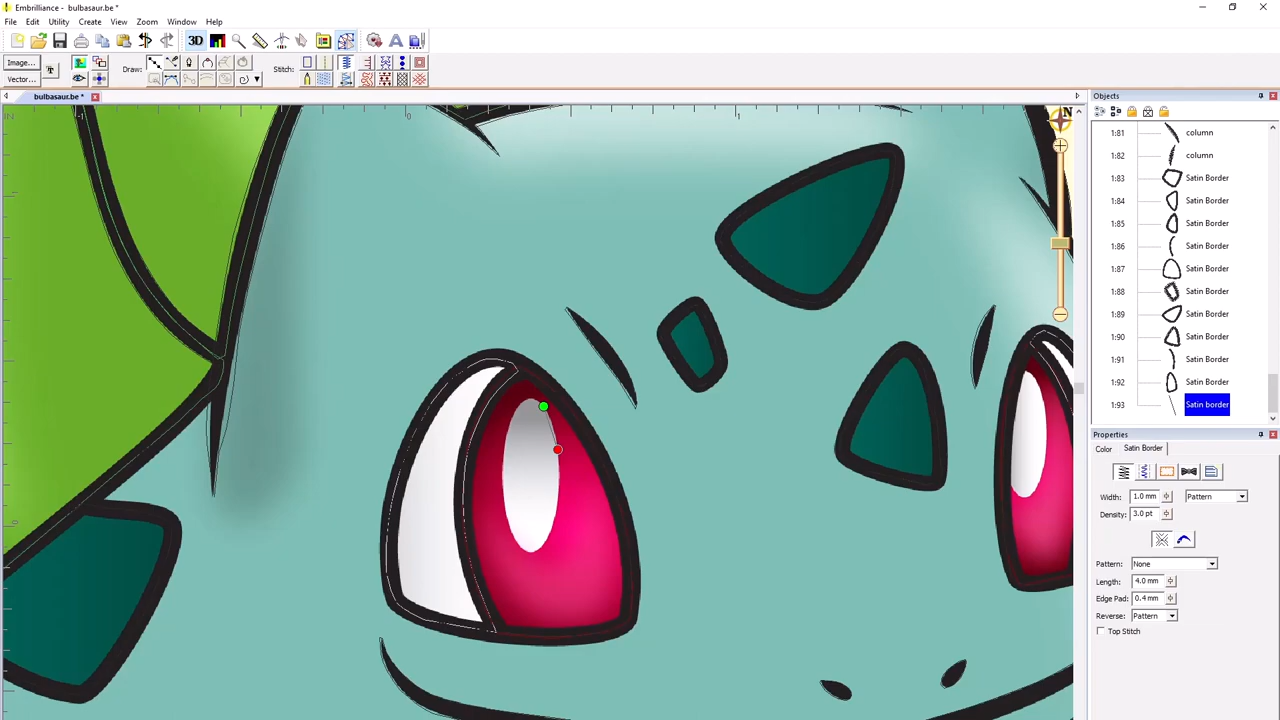 Embrilliance - bulbasaur.be *
File Edit Utility Create View Zoom Window Help
3D
Image... T Draw: Stitch:
Vector...
bulbasaur.be *
IN -1 0 1 N
Objects
1:81 column
1:82 column
1:83 Satin Border
1:84 Satin Border
1:85 Satin Border
1:86 Satin Border
1:87 Satin Border
1:88 Satin Border
1:89 Satin Border
1:90 Satin Border
1:91 Satin Border
1:92 Satin Border
1:93 Satin border
Properties
Color Satin Border
Width: 1.0 mm Pattern
Density: 3.0 pt
Pattern: None
Length: 4.0 mm
Edge Pad: 0.4 mm
Reverse: Pattern
Top Stitch